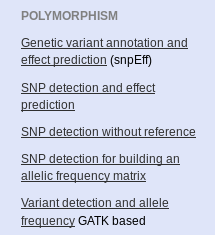 POLYMORPHISM
Genetic variant annotation and
effect prediction (snpEff)
SNP detection and effect
prediction
SNP detection without reference
SNP detection for building an
allelic frequency matrix
Variant detection and allele
frequency GATK based